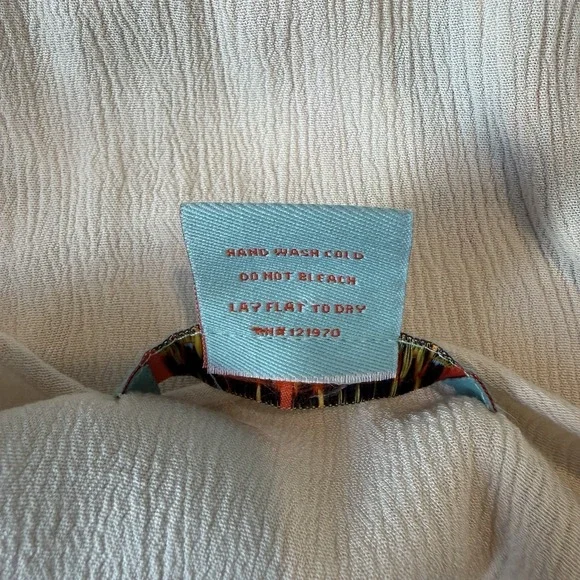 HAND WASH COLD
DO NOT BLEACH
LAY FLAT TO DRY
RN# 121970